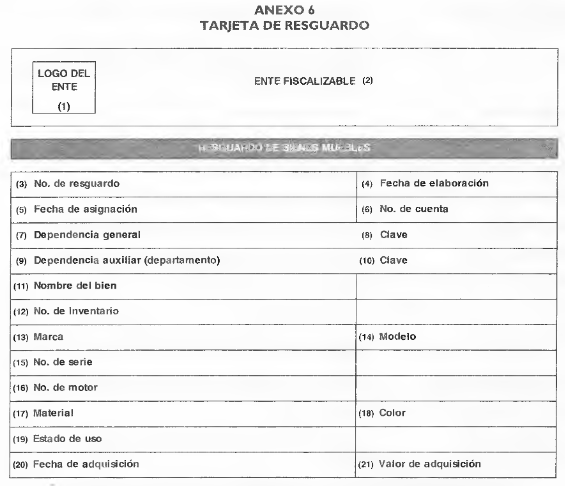 ANEXO 6
TARJETA DE RESGUARDO
LOGO DEL
ENTE
(1)
ENTE FISCALIZABLE (2)
RESGUARDO DE BIENES MUEBLES
(3) No. de resguardo (4) Fecha de elaboración
(5) Fecha de asignación (6) No. de cuenta
(7) Dependencia general (8) Clave
(9) Dependencia auxiliar (departamento) (10) Clave
(11) Nombre del bien
(12) No. de Inventario
(13) Marca (14) Modelo
(15) No. de serie
(16) No. de motor
(17) Material (18) Color
(19) Estado de uso
(20) Fecha de adquisición (21) Valor de adquisición